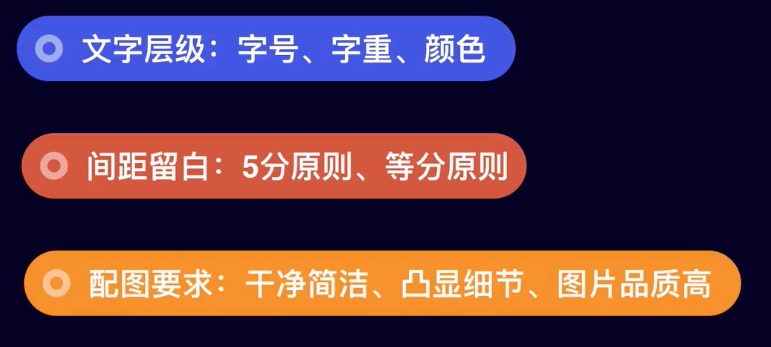 文字层级：字号、字重、颜色
间距留白：5分原则、等分原则
配图要求：干净简洁、凸显细节、图片品质高